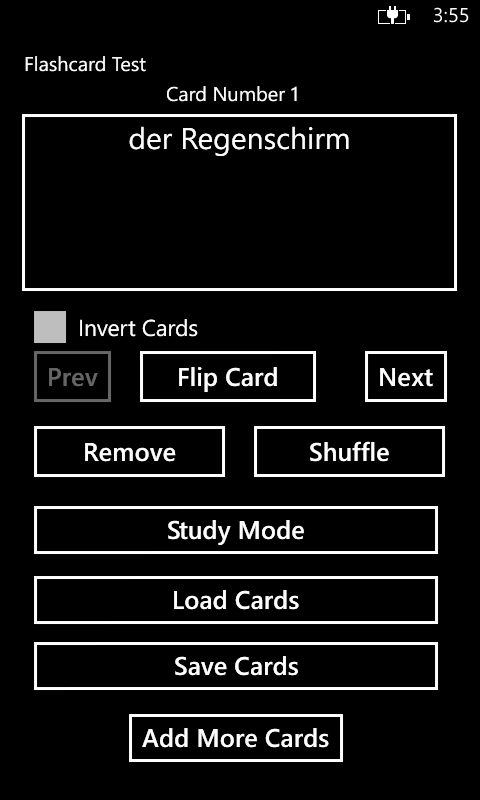 3:55
Flashcard Test
Card Number 1
der Regenschirm
Invert Cards
Prev Flip Card Next
Remove Shuffle
Study Mode
Load Cards
Save Cards
Add More Cards